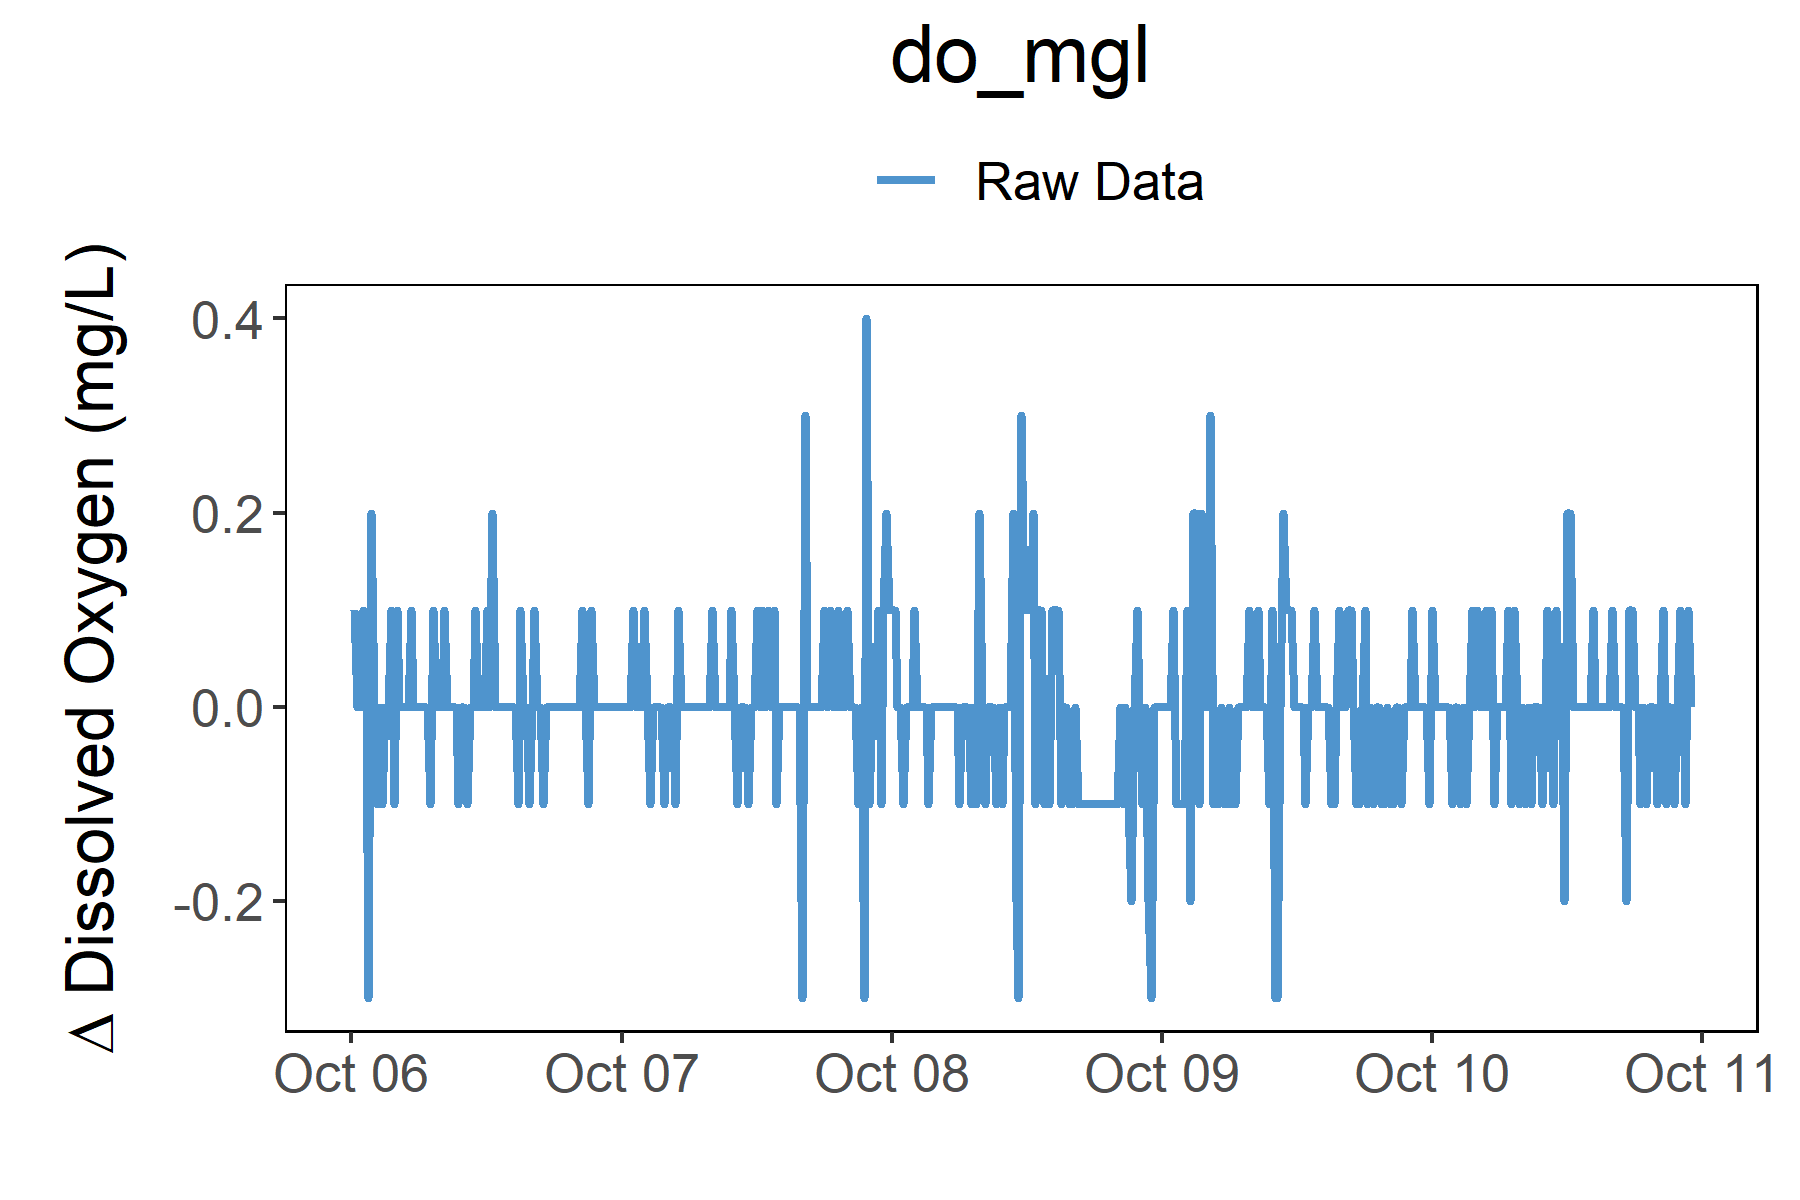 do_mgl
Raw Data
Δ Dissolved Oxygen (mg/L)
0.4
0.2
0.0
-0.2
Oct 06 Oct 07 Oct 08 Oct 09 Oct 10 Oct 11